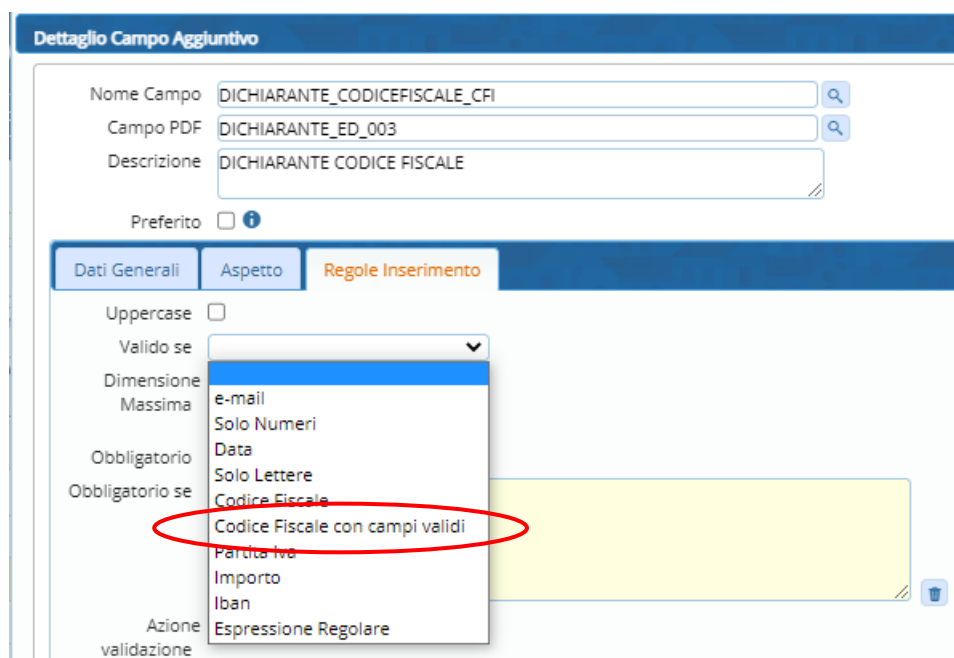 Dettaglio Campo Aggiuntivo
Nome Campo DICHIARANTE_CODICEFISCALE_CFI
Campo PDF DICHIARANTE_ED_003
Descrizione DICHIARANTE CODICE FISCALE
Preferito
Dati Generali Aspetto Regole Inserimento
Uppercase
Valido se
Dimensione
Massima
Obbligatorio
Obbligatorio se
e-mail
Solo Numeri
Data
Solo Lettere
Codice Fiscale
Codice Fiscale con campi validi
Partita Iva
Importo
Iban
Espressione Regolare
Azione
validazione